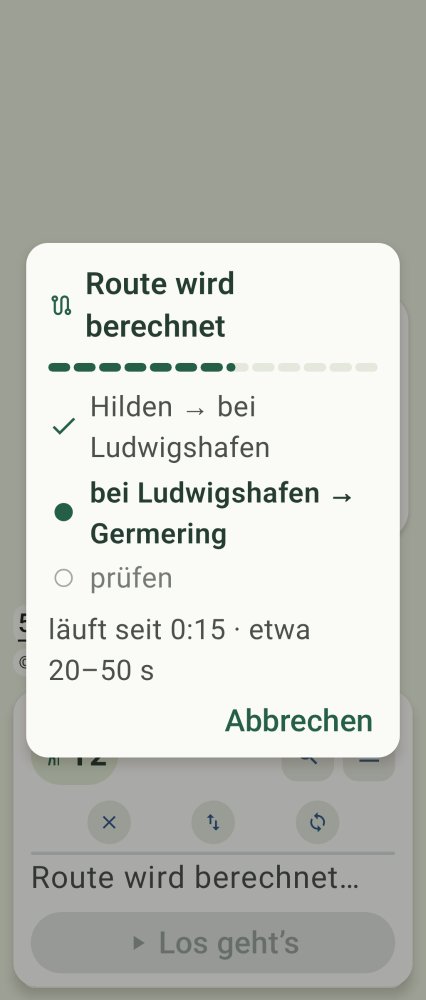 Route wird
berechnet
Hilden → bei
Ludwigshafen
bei Ludwigshafen →
Germering
prüfen
läuft seit 0:15 · etwa
20–50 s
Abbrechen
Route wird berechnet…
Los geht’s